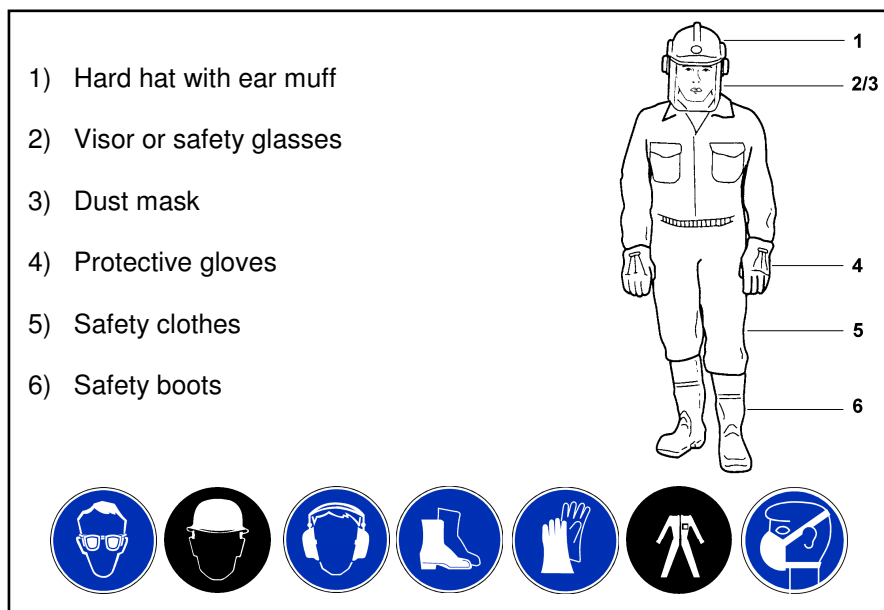 1) Hard hat with ear muff
2) Visor or safety glasses
3) Dust mask
4) Protective gloves
5) Safety clothes
6) Safety boots
1
2/3
4
5
6